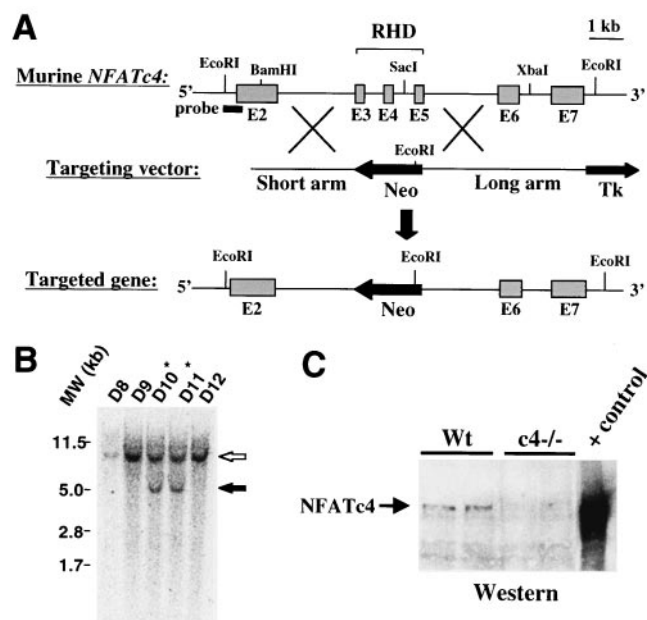 A
RHD
1 kb
EcoRI
BamHI
SacI
XbaI
EcoRI
Murine NFATc4:
5'
3'
probe
E2
E3
E4
E5
E6
E7
EcoRI
Targeting vector:
Short arm
Neo
Long arm
Tk
EcoRI
EcoRI
EcoRI
Targeted gene:
5'
3'
E2
Neo
E6
E7
B
MW (kb)
D8
D9
D10*
D11*
D12
11.5-
5.0-
2.8-
1.7-
C
Wt
c4-/-
+ control
NFATc4
Western